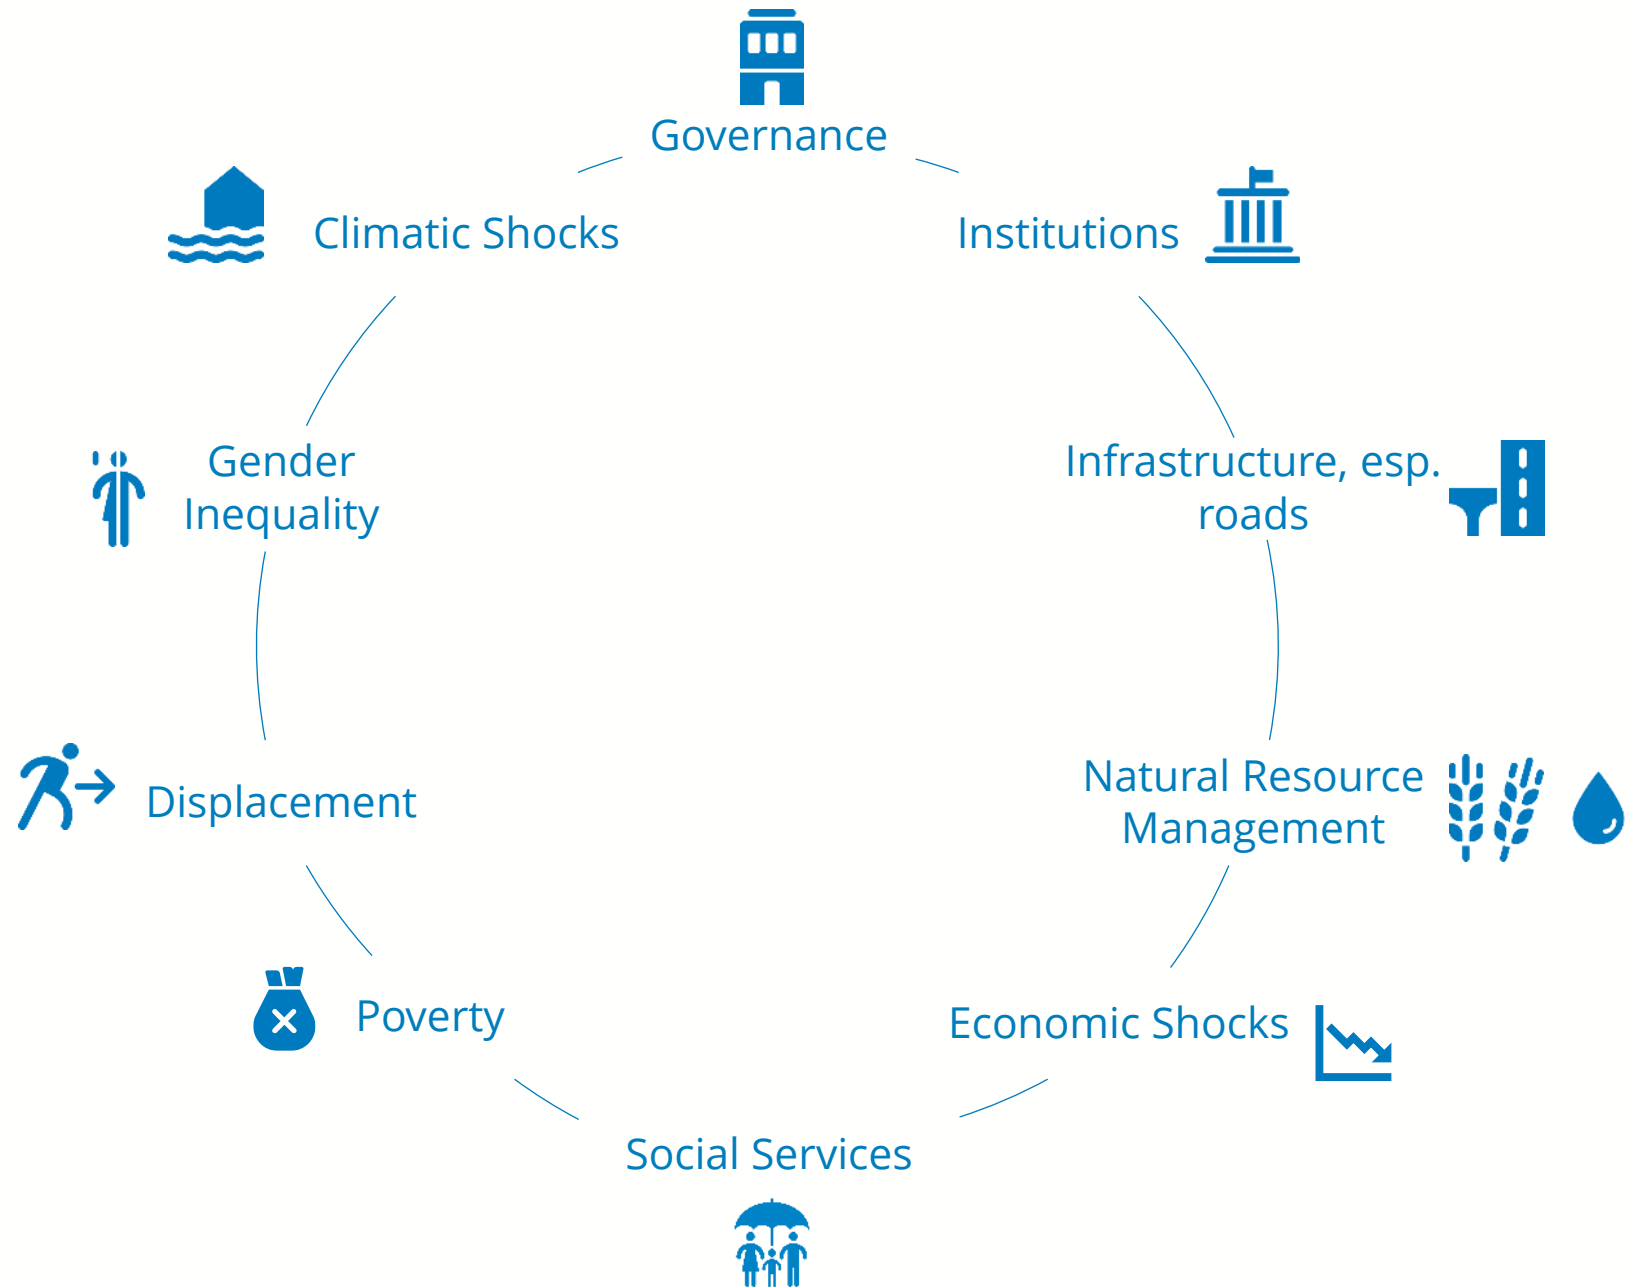 Governance
Climatic Shocks
Institutions
Gender
Inequality
Infrastructure, esp.
roads
Displacement
Natural Resource
Management
Poverty
Economic Shocks
Social Services